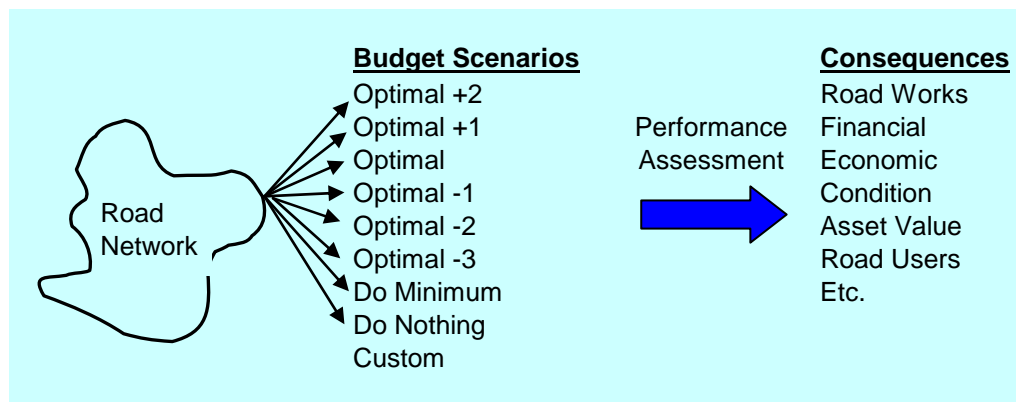 Road
Network
Budget Scenarios
Optimal +2
Optimal +1
Optimal
Optimal -1
Optimal -2
Optimal -3
Do Minimum
Do Nothing
Custom
Performance
Assessment
Consequences
Road Works
Financial
Economic
Condition
Asset Value
Road Users
Etc.